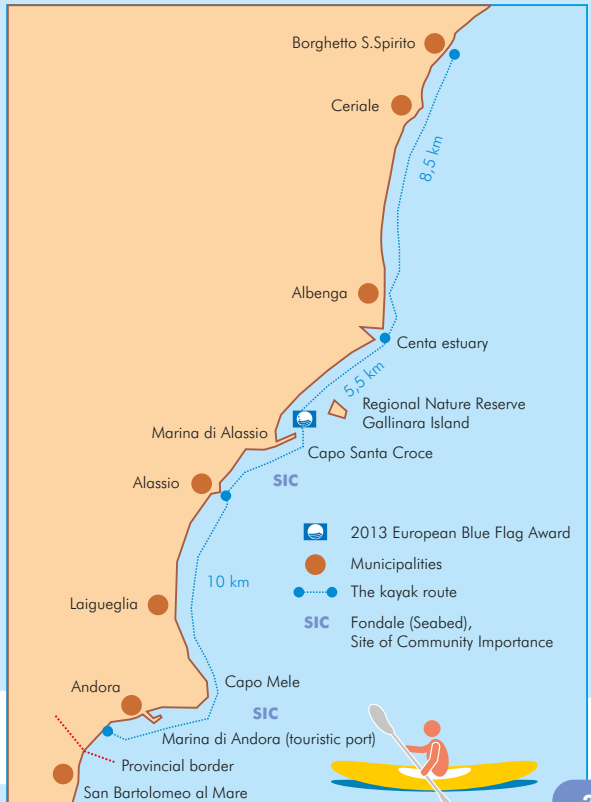 Borghetto S.Spirito
Ceriale
8,5 km
Albenga
Centa estuary
5,5 km
Regional Nature Reserve
Gallinara Island
Marina di Alassio
Capo Santa Croce
Alassio
SIC
2013 European Blue Flag Award
Municipalities
10 km
The kayak route
Laigueglia
SIC
Fondale (Seabed),
Site of Community Importance
Andora
Capo Mele
SIC
Marina di Andora (touristic port)
Provincial border
San Bartolomeo al Mare